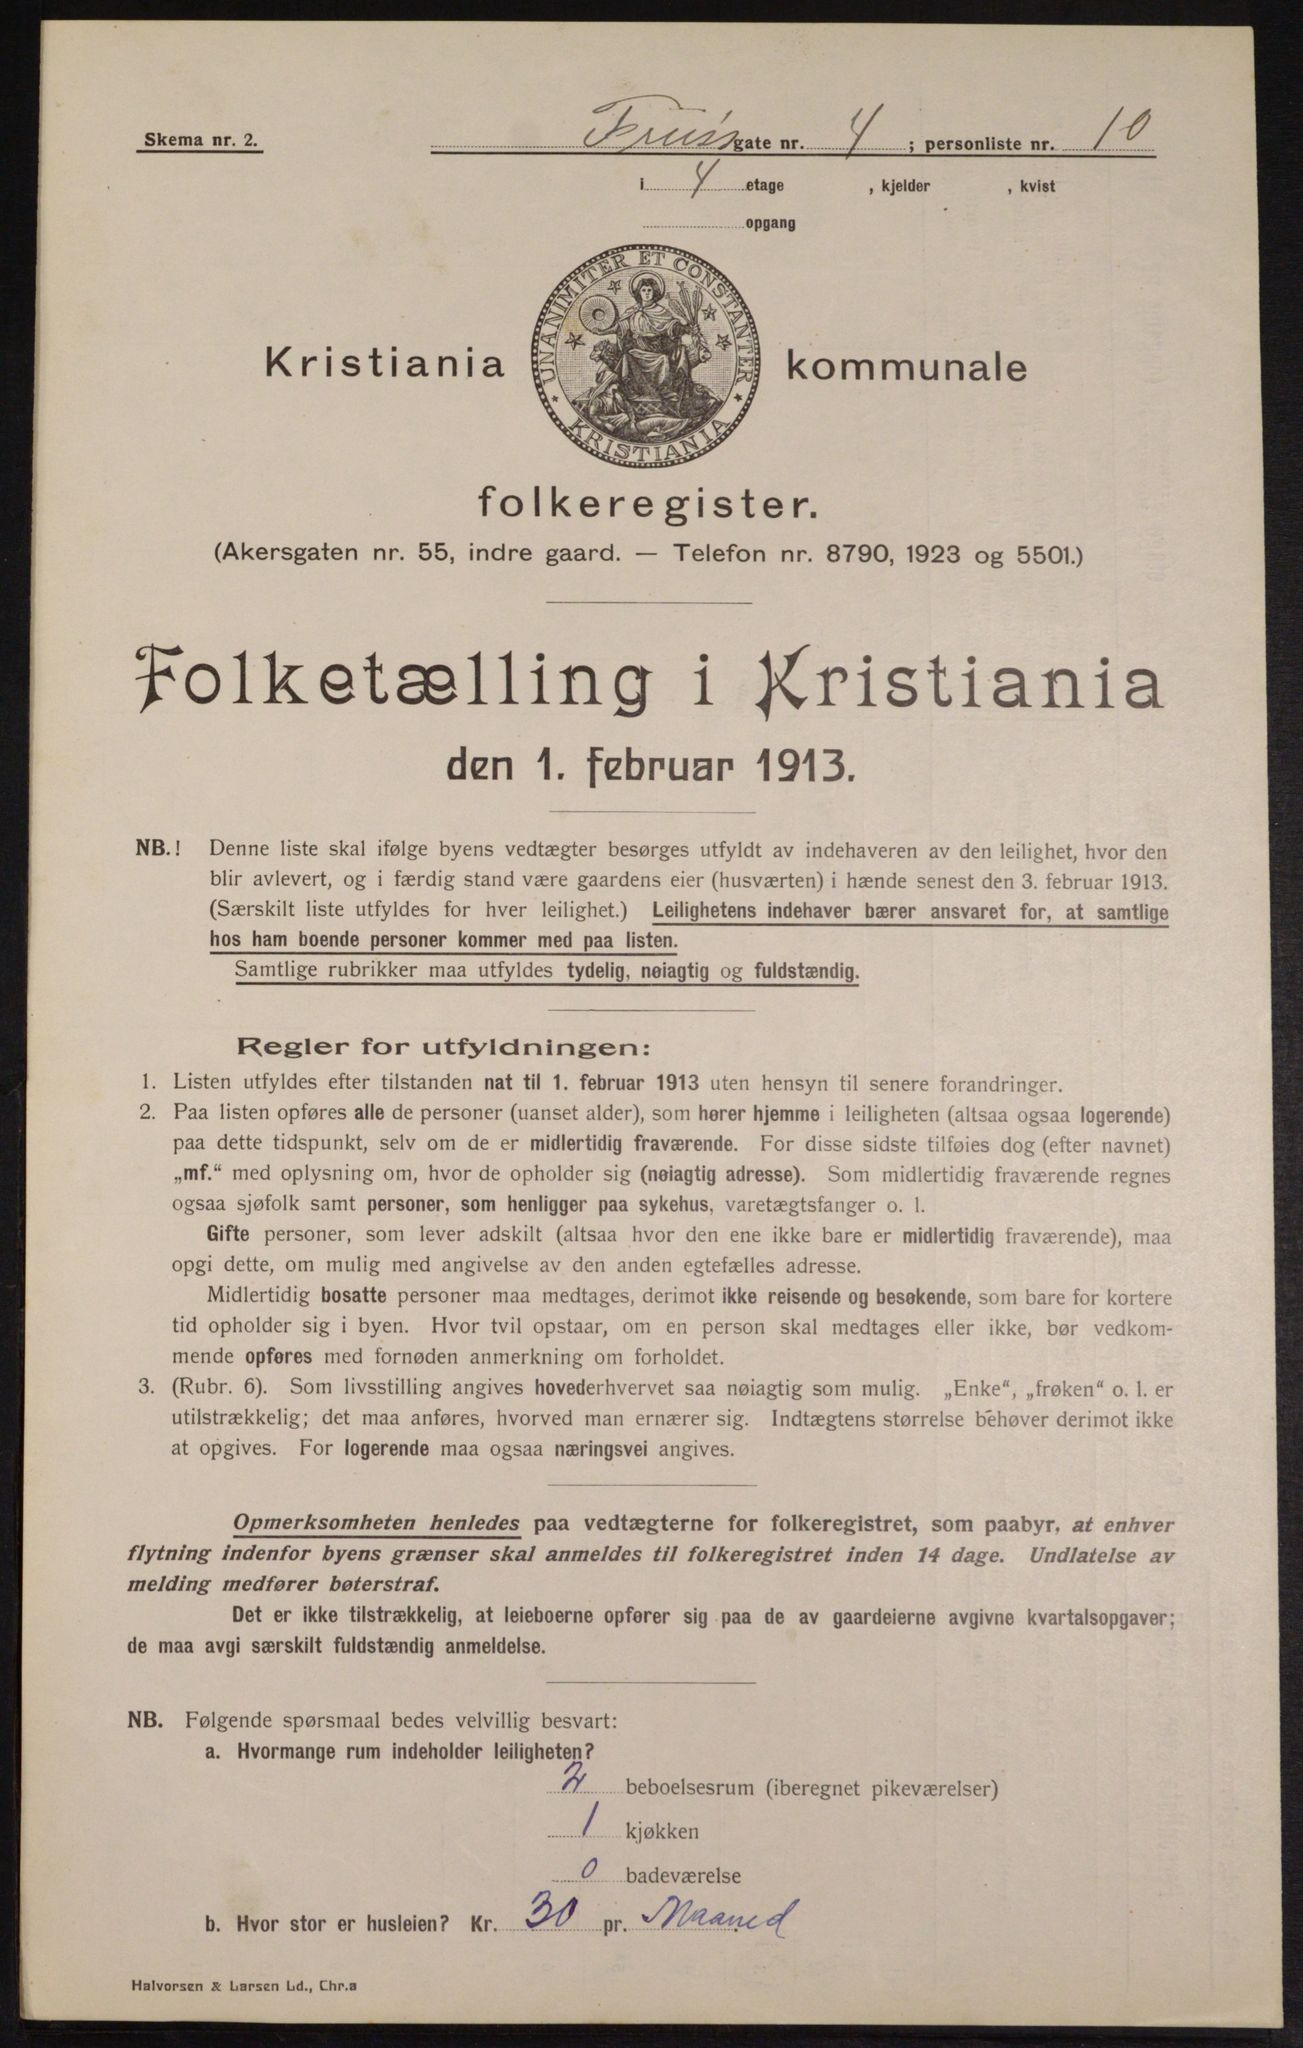 Skema nr. 2.
Friis gate nr. 4 ; personliste nr. 10
i 4 etage , kjelder , kvist
opgang
UNANIMITER ET CONSTANTER
KRISTIANIA
Kristiania kommunale
folkeregister.
(Akersgaten nr. 55, indre gaard. — Telefon nr. 8790, 1923 og 5501.)
Folketælling i Kristiania
den 1. februar 1913.
NB.! Denne liste skal ifølge byens vedtægter besørges utfyldt av indehaveren av den leilighet, hvor den
blir avlevert, og i færdig stand være gaardens eier (husværten) i hænde senest den 3. februar 1913.
(Særskilt liste utfyldes for hver leilighet.) Leilighetens indehaver bærer ansvaret for, at samtlige
hos ham boende personer kommer med paa listen.
Samtlige rubrikker maa utfyldes tydelig, nøiagtig og fuldstændig.
Regler for utfyldningen:
1. Listen utfyldes efter tilstanden nat til 1. februar 1913 uten hensyn til senere forandringer.
2. Paa listen opføres alle de personer (uanset alder), som hører hjemme i leiligheten (altsaa ogsaa logerende)
paa dette tidspunkt, selv om de er midlertidig fraværende. For disse sidste tilføies dog (efter navnet)
„mf.“ med oplysning om, hvor de opholder sig (nøiagtig adresse). Som midlertidig fraværende regnes
ogsaa sjøfolk samt personer, som henligger paa sykehus, varetægtsfanger o. l.
Gifte personer, som lever adskilt (altsaa hvor den ene ikke bare er midlertidig fraværende), maa
opgi dette, om mulig med angivelse av den anden egtefælles adresse.
Midlertidig bosatte personer maa medtages, derimot ikke reisende og besøkende, som bare for kortere
tid opholder sig i byen. Hvor tvil opstaar, om en person skal medtages eller ikke, bør vedkom-
mende opføres med fornøden anmerkning om forholdet.
3. (Rubr. 6). Som livsstilling angives hovederhvervet saa nøiagtig som mulig. „Enke“, „frøken“ o. l. er
utilstrækkelig; det maa anføres, hvorved man ernærer sig. Indtægtens størrelse behøver derimot ikke
at opgives. For logerende maa ogsaa næringsvei angives.
Opmerksomheten henledes paa vedtægterne for folkeregistret, som paabyr, at enhver
flytning indenfor byens grænser skal anmeldes til folkeregistret inden 14 dage. Undlatelse av
melding medfører bøterstraf.
Det er ikke tilstrækkelig, at leieboerne opfører sig paa de av gaardeierne avgivne kvartalsopgaver;
de maa avgi særskilt fuldstændig anmeldelse.
NB. Følgende spørsmaal bedes velvillig besvart:
a. Hvormange rum indeholder leiligheten?
2 beboelsesrum (iberegnet pikeværelser)
1 kjøkken
0 badeværelse
b. Hvor stor er husleien? Kr. 30 pr. Maaned
Halvorsen & Larsen Ld., Chr.a